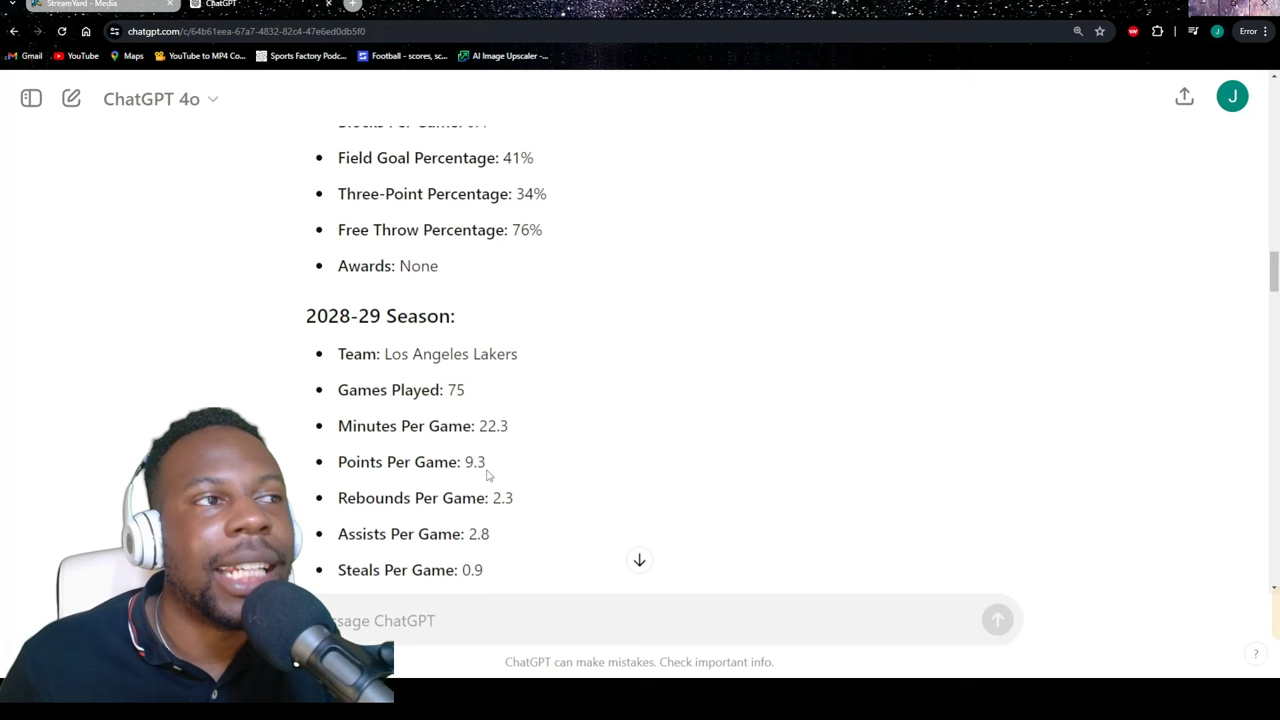 StreamYard - Media
ChatGPT
chatgpt.com/c/64b61eea-67a7-4832-82c4-47e6ed0db5f0
Error
Gmail
YouTube
Maps
YouTube to MP4 Co...
Sports Factory Podc...
Football - scores, sc...
AI Image Upscaler -...
ChatGPT 4o
J
Field Goal Percentage: 41%
Three-Point Percentage: 34%
Free Throw Percentage: 76%
Awards: None
2028-29 Season:
Team: Los Angeles Lakers
Games Played: 75
Minutes Per Game: 22.3
Points Per Game: 9.3
Rebounds Per Game: 2.3
Assists Per Game: 2.8
Steals Per Game: 0.9
sage ChatGPT
ChatGPT can make mistakes. Check important info.
?